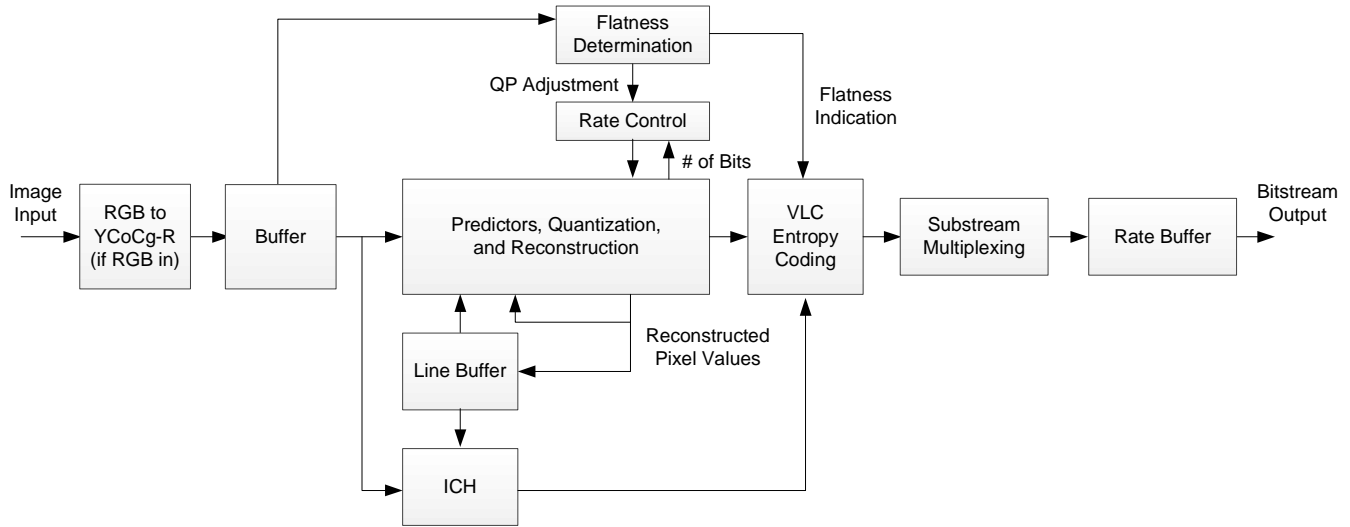 Flatness
Determination
QP Adjustment
Flatness
Indication
Rate Control
# of Bits
Image
Input
RGB to
YCoCg-R
(if RGB in)
Buffer
Predictors, Quantization,
and Reconstruction
VLC
Entropy
Coding
Substream
Multiplexing
Rate Buffer
Bitstream
Output
Reconstructed
Pixel Values
Line Buffer
ICH